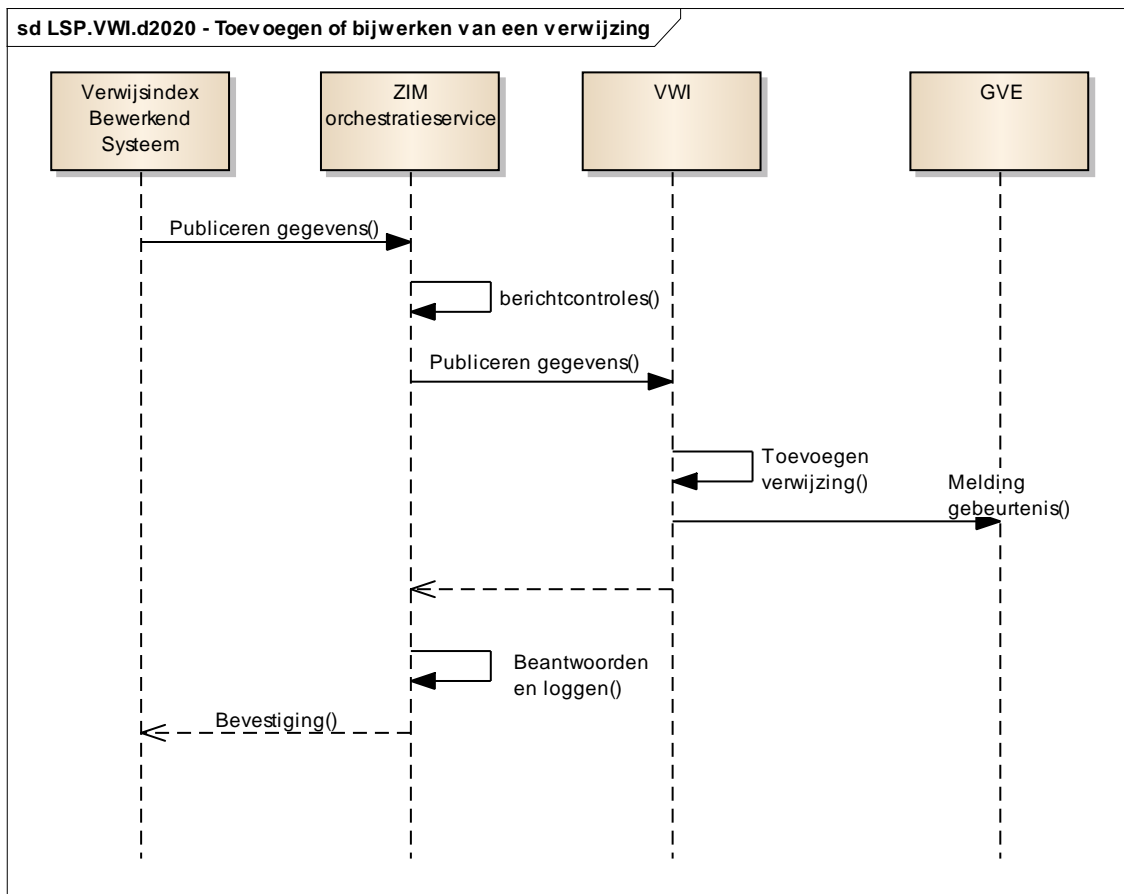 sd LSP.VWI.d2020 - Toevoegen of bijwerken van een verwijzing
Verwijsindex
Bewerkend
Systeem
ZIM
orchestratieservice
VWI
GVE
Publiceren gegevens()
berichtcontroles()
Publiceren gegevens()
Toevoegen
verwijzing()
Melding
gebeurtenis()
Beantwoorden
en loggen()
Bevestiging()